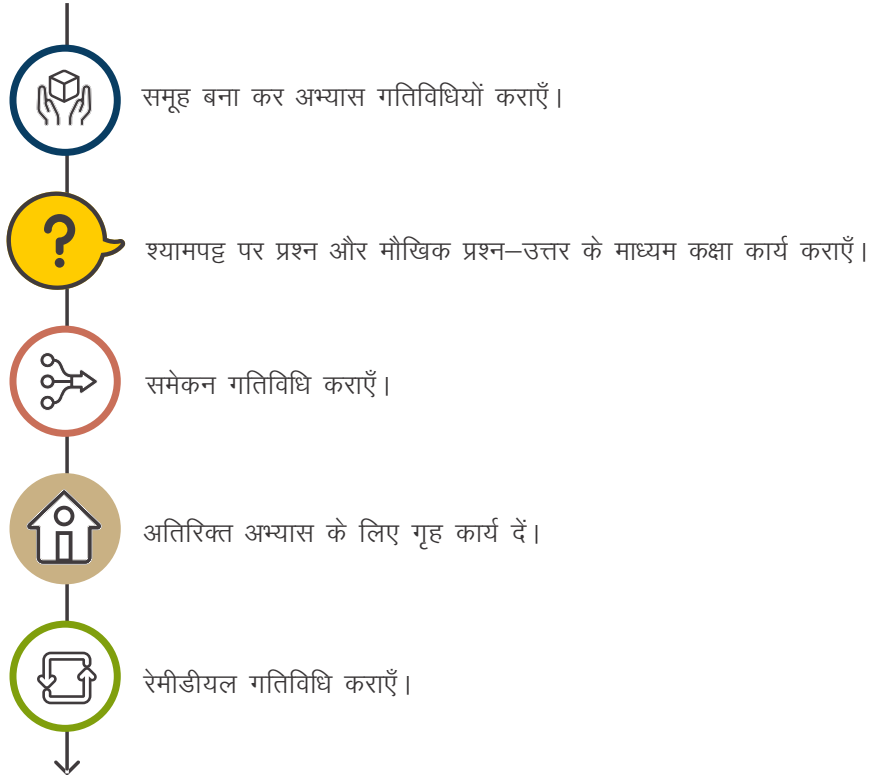 समूह बना कर अभ्यास गतिविधियों कराएँ।
?
श्यामपट्ट पर प्रश्न और मौखिक प्रश्न–उत्तर के माध्यम कक्षा कार्य कराएँ।
समेकन गतिविधि कराएँ।
अतिरिक्त अभ्यास के लिए गृह कार्य दें।
रेमीडीयल गतिविधि कराएँ।